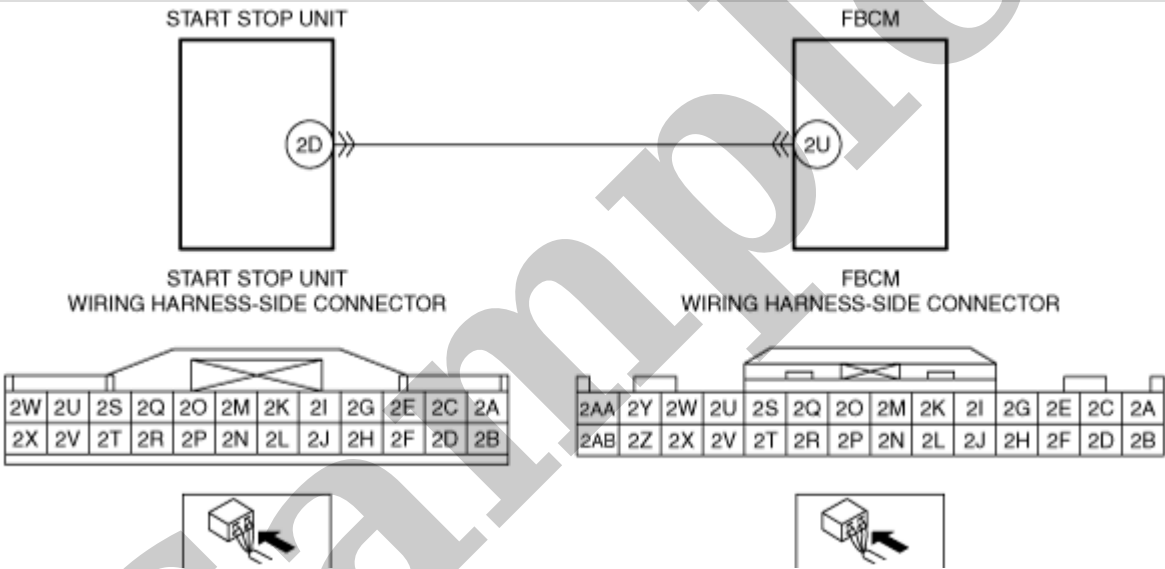 START STOP UNIT
FBCM
2D
2U
START STOP UNIT
WIRING HARNESS-SIDE CONNECTOR
FBCM
WIRING HARNESS-SIDE CONNECTOR
2W 2U 2S 2Q 2O 2M 2K 2I 2G 2E 2C 2A
2X 2V 2T 2R 2P 2N 2L 2J 2H 2F 2D 2B
2AA 2Y 2W 2U 2S 2Q 2O 2M 2K 2I 2G 2E 2C 2A
2AB 2Z 2X 2V 2T 2R 2P 2N 2L 2J 2H 2F 2D 2B
ample